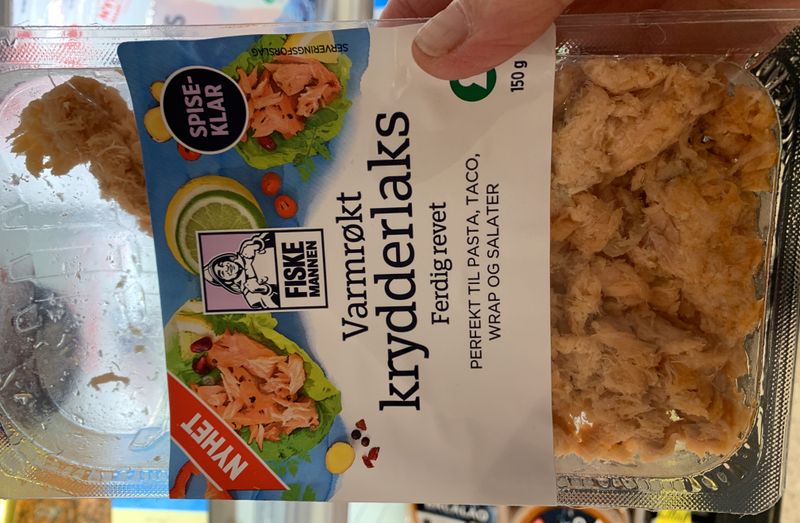 SERVERINGSFORSLAG
SPISE-
KLAR
FISKE
MANNEN
Varmrøkt
krydderlaks
Ferdig revet
PERFEKT TIL PASTA, TACO,
WRAP OG SALATER
150 g
NYHET